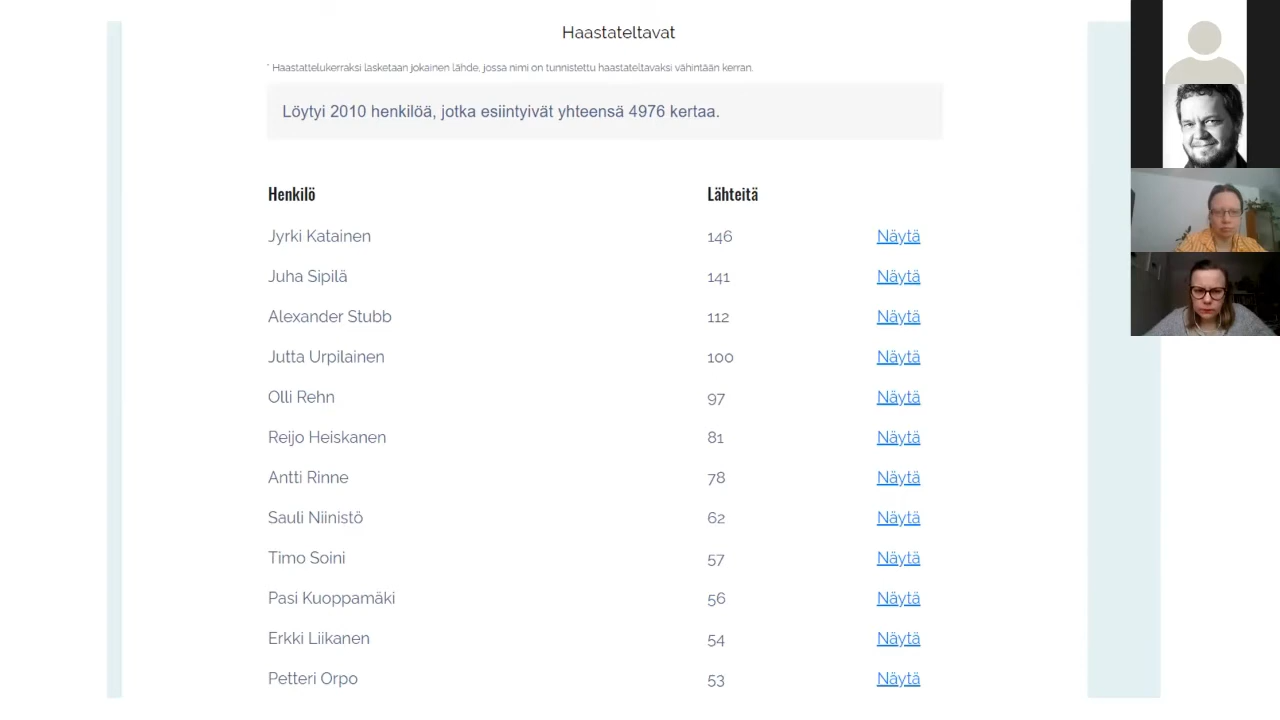 Haastateltavat
* Haastattelukerraksi lasketaan jokainen lähde, jossa nimi on tunnistettu haastateltavaksi vähintään kerran.
Löytyi 2010 henkilöä, jotka esiintyivät yhteensä 4976 kertaa.
Henkilö Lähteitä
Jyrki Katainen 146 Näytä
Juha Sipilä 141 Näytä
Alexander Stubb 112 Näytä
Jutta Urpilainen 100 Näytä
Olli Rehn 97 Näytä
Reijo Heiskanen 81 Näytä
Antti Rinne 78 Näytä
Sauli Niinistö 62 Näytä
Timo Soini 57 Näytä
Pasi Kuoppamäki 56 Näytä
Erkki Liikanen 54 Näytä
Petteri Orpo 53 Näytä